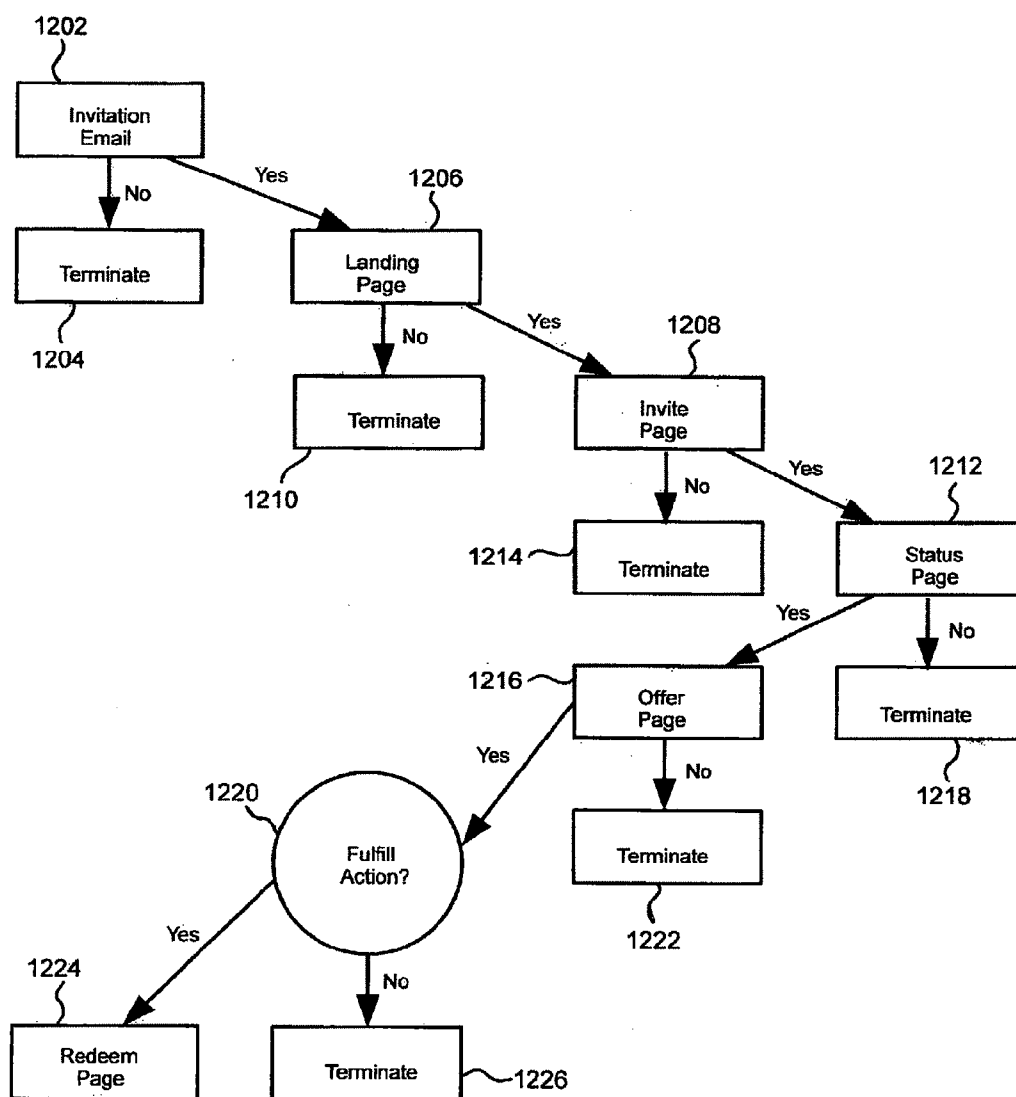 1202
Invitation
Email
Yes
No
1206
Terminate
Landing
Page
1204
Yes
No
1208
Terminate
Invite
Page
1210
Yes
No
1212
1214
Terminate
Status
Page
Yes
No
1216
Offer
Page
Terminate
Yes
No
1218
1220
Fulfill
Action?
Terminate
1222
Yes
No
1224
Redeem
Page
Terminate
1226